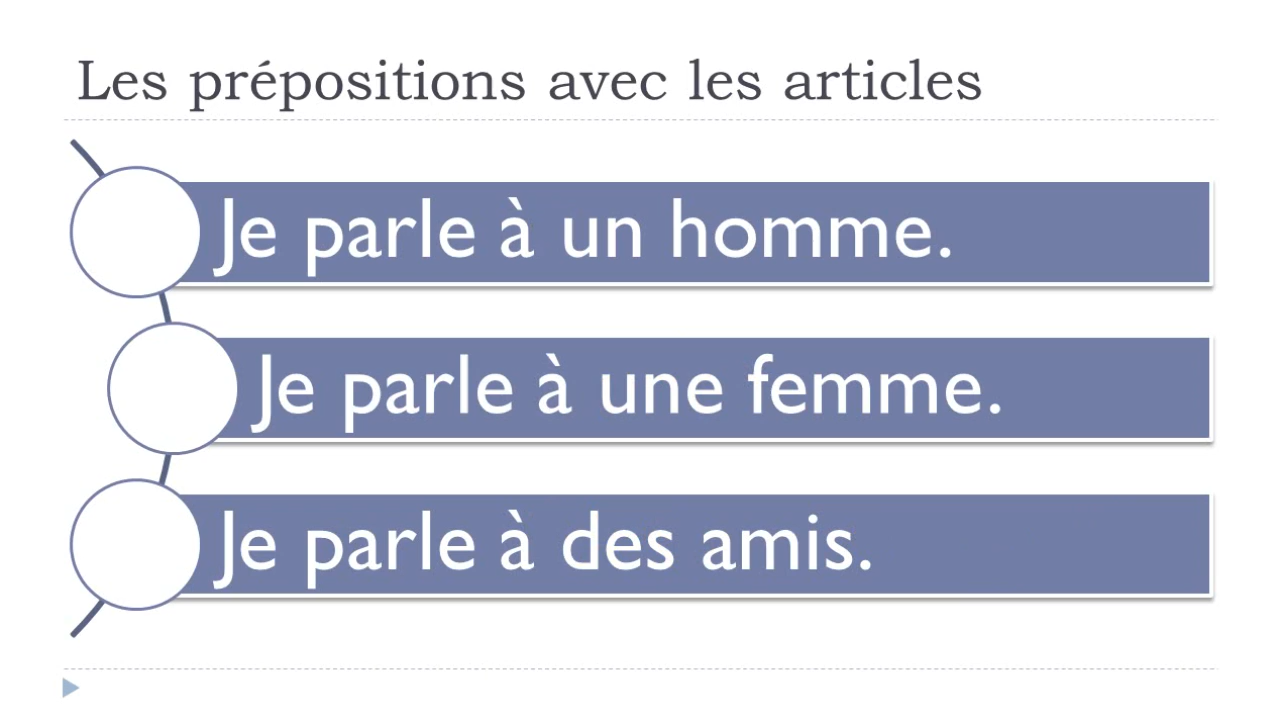 Les prépositions avec les articles
Je parle à un homme.
Je parle à une femme.
Je parle à des amis.